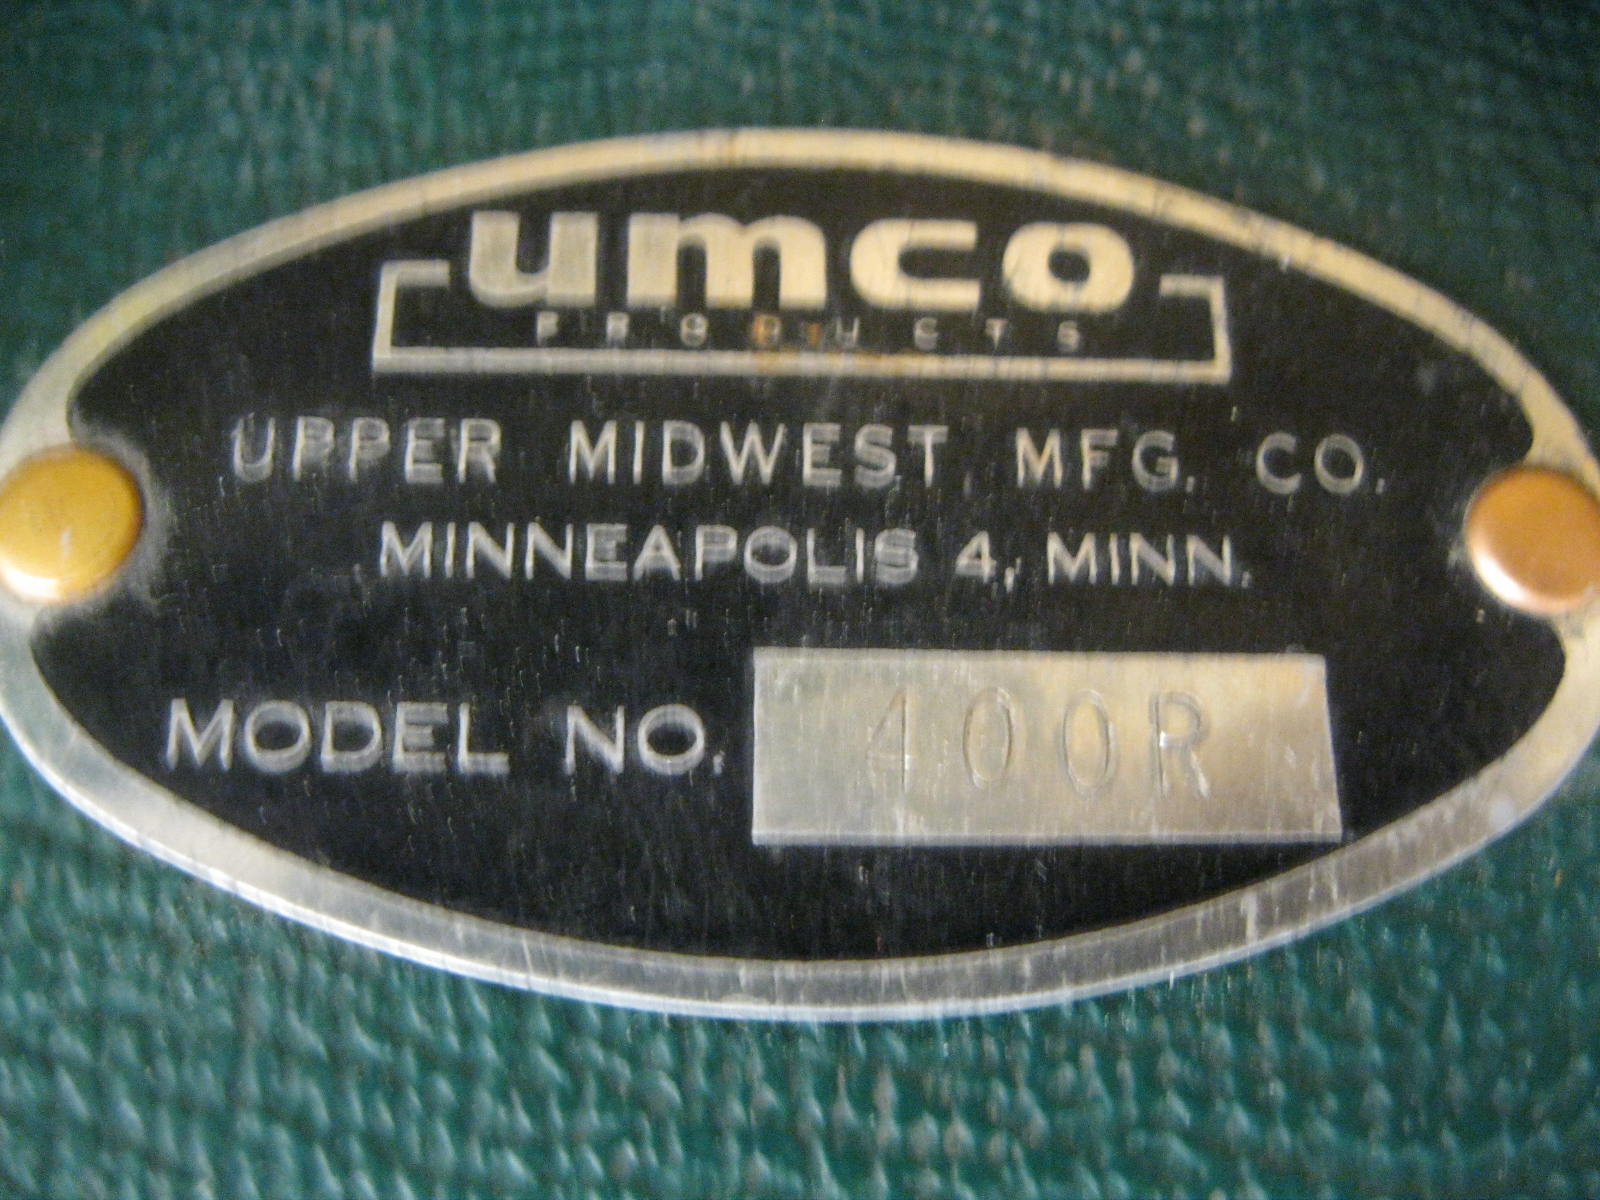 umco
PRODUCTS
UPPER MIDWEST MFG. CO.
MINNEAPOLIS 4, MINN.
MODEL NO. 400R